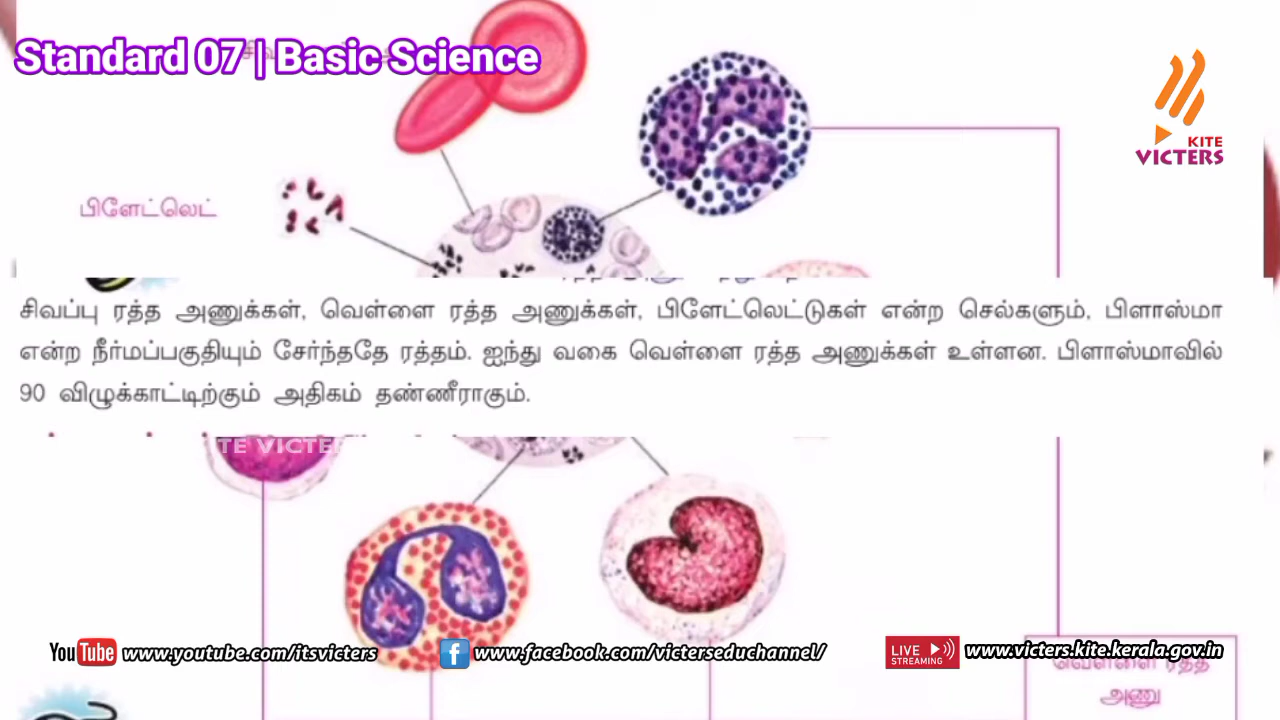 Standard 07 | Basic Science
KITE
VICTERS
பிளேட்லெட்
சிவப்பு ரத்த அணுக்கள், வெள்ளை ரத்த அணுக்கள், பிளேட்லெட்டுகள் என்ற செல்களும், பிளாஸ்மா
என்ற நீர்மப்பகுதியும் சேர்ந்ததே ரத்தம். ஐந்து வகை வெள்ளை ரத்த அணுக்கள் உள்ளன. பிளாஸ்மாவில்
90 விழுக்காட்டிற்கும் அதிகம் தண்ணீராகும்.
YouTube www.youtube.com/itsvicters
f www.facebook.com/victerseduchannel/
LIVE STREAMING www.victers.kite.kerala.gov.in
வெள்ளை ரத்த
அணு